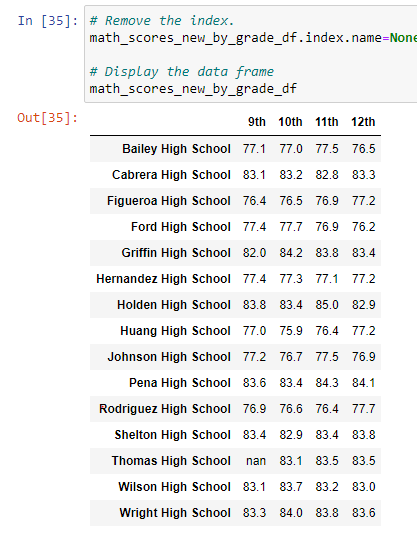 In [35]: # Remove the index.
math_scores_new_by_grade_df.index.name=None
# Display the data frame
math_scores_new_by_grade_df
Out[35]:
9th 10th 11th 12th
Bailey High School 77.1 77.0 77.5 76.5
Cabrera High School 83.1 83.2 82.8 83.3
Figueroa High School 76.4 76.5 76.9 77.2
Ford High School 77.4 77.7 76.9 76.2
Griffin High School 82.0 84.2 83.8 83.4
Hernandez High School 77.4 77.3 77.1 77.2
Holden High School 83.8 83.4 85.0 82.9
Huang High School 77.0 75.9 76.4 77.2
Johnson High School 77.2 76.7 77.5 76.9
Pena High School 83.6 83.4 84.3 84.1
Rodriguez High School 76.9 76.6 76.4 77.7
Shelton High School 83.4 82.9 83.4 83.8
Thomas High School nan 83.1 83.5 83.5
Wilson High School 83.1 83.7 83.2 83.0
Wright High School 83.3 84.0 83.8 83.6